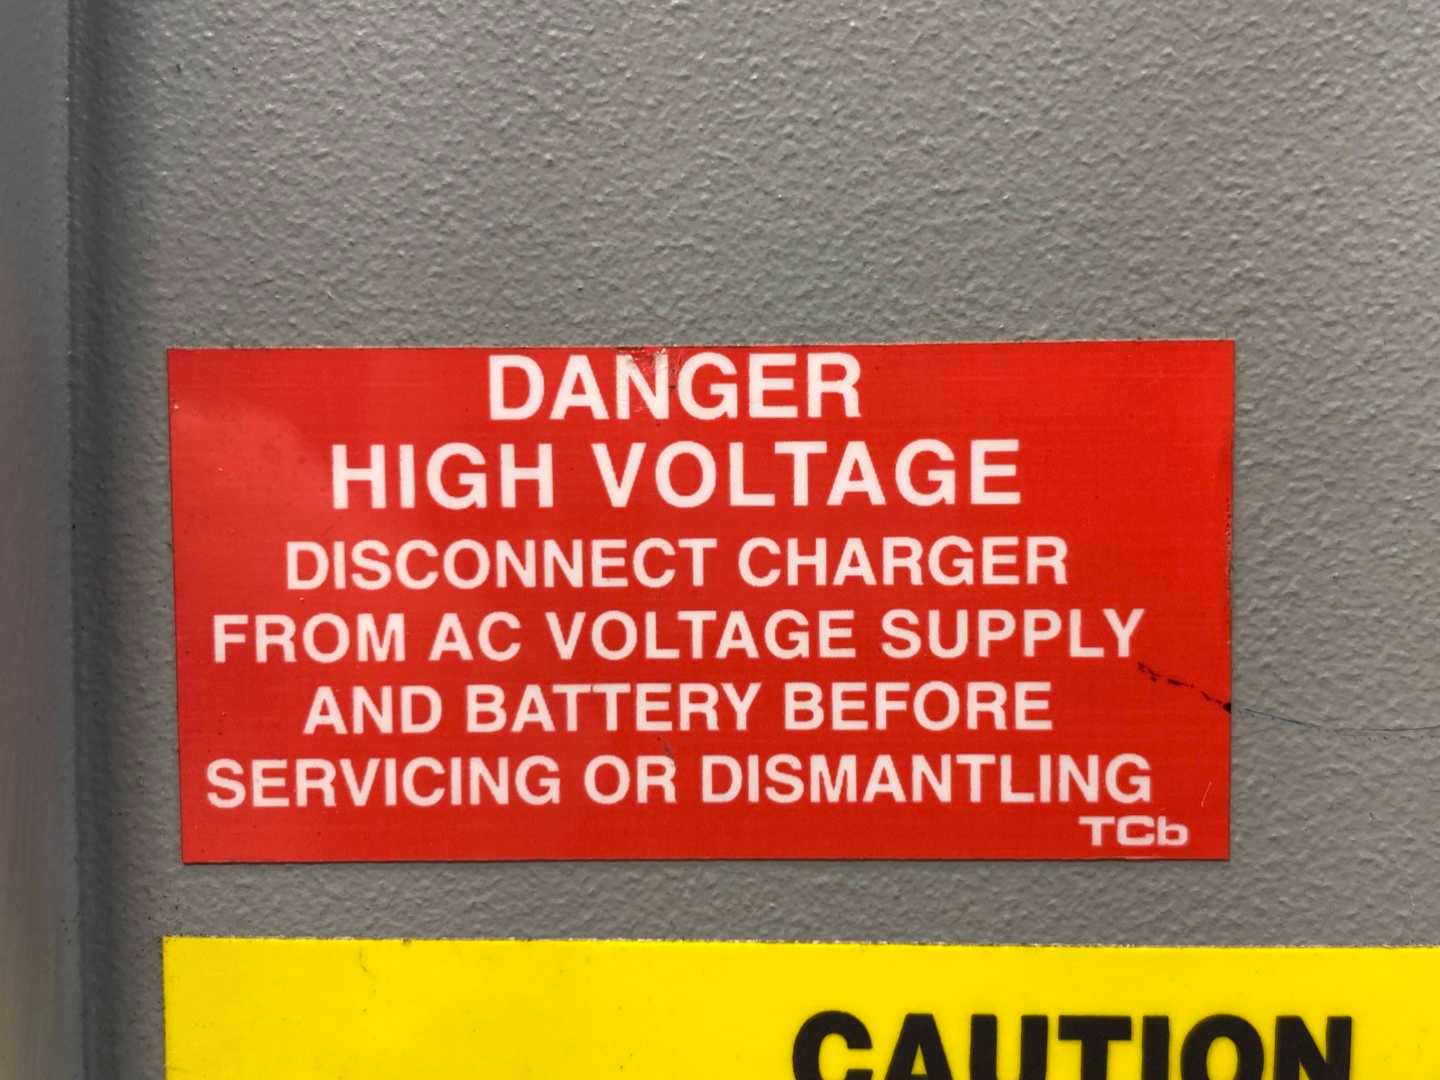 DANGER
HIGH VOLTAGE
DISCONNECT CHARGER
FROM AC VOLTAGE SUPPLY
AND BATTERY BEFORE
SERVICING OR DISMANTLING
TCb
CAUTION